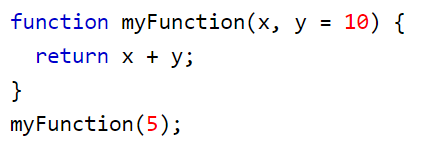 function myFunction(x, y = 10) {
  return x + y;
}
myFunction(5);